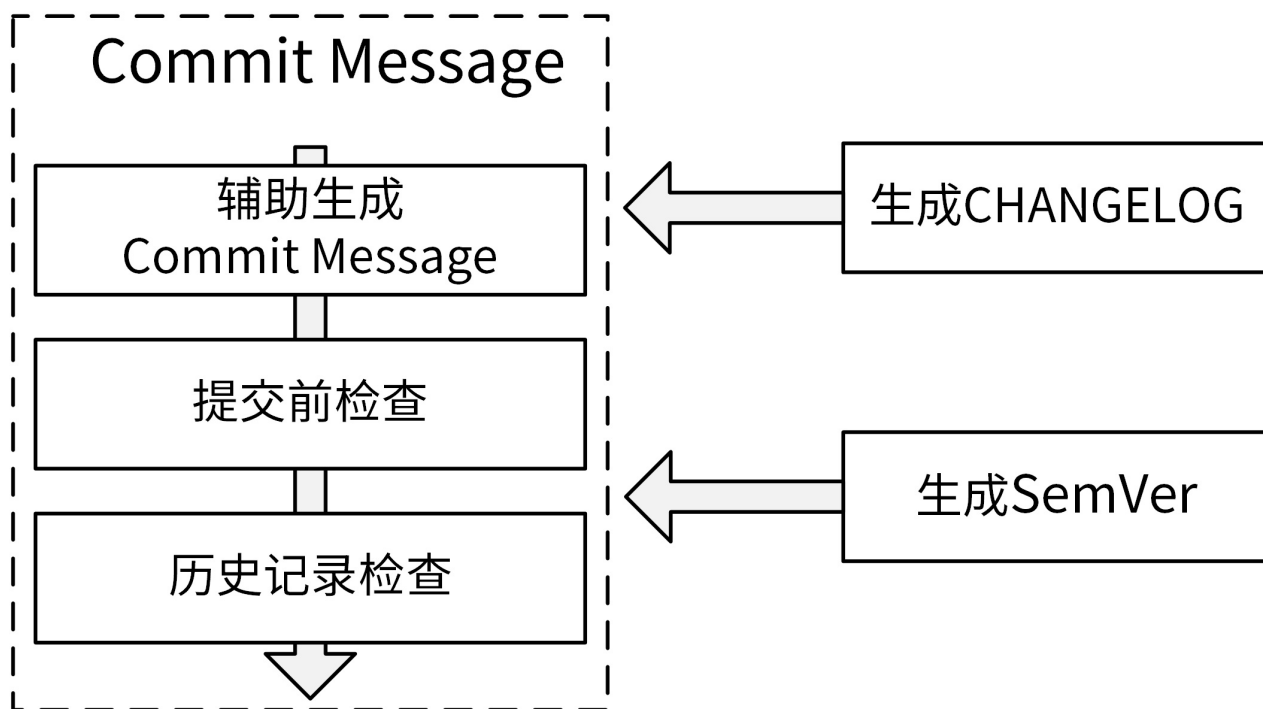 Commit Message
辅助生成
Commit Message
生成CHANGELOG
提交前检查
生成SemVer
历史记录检查